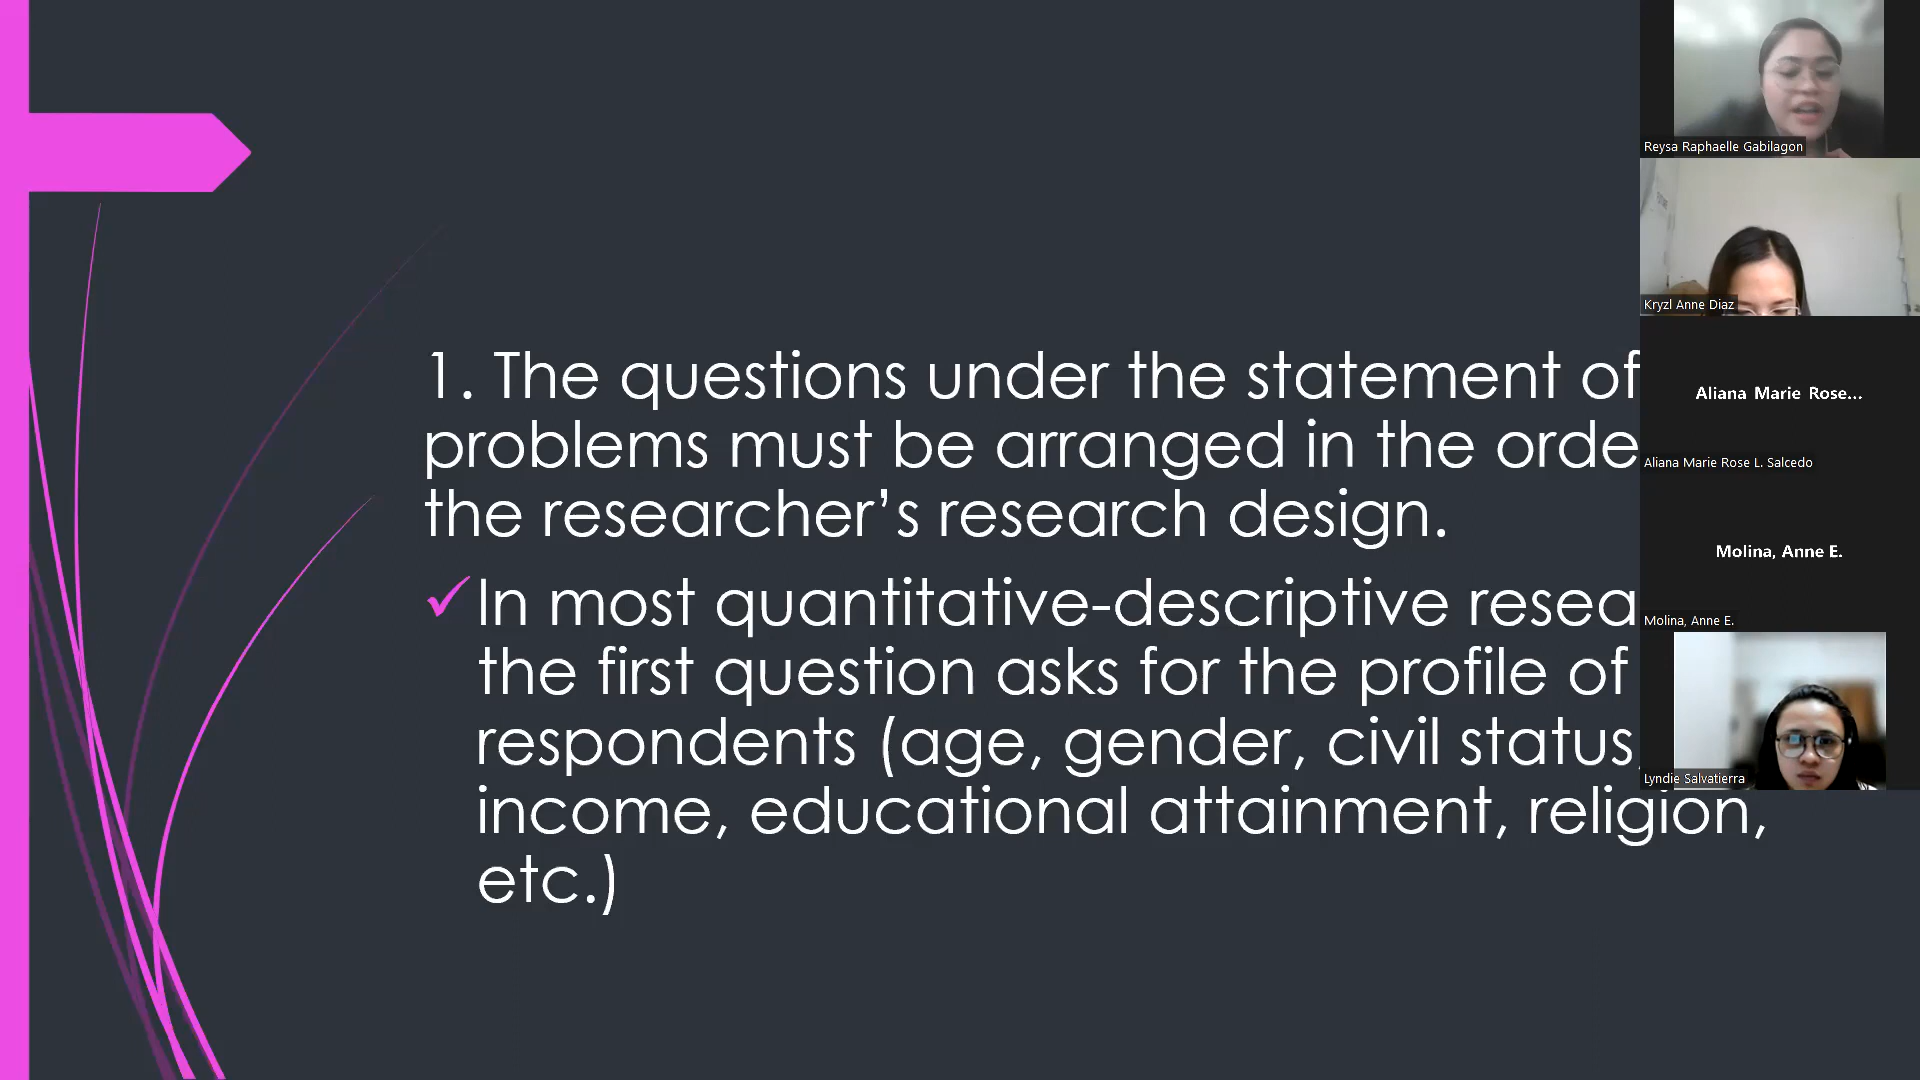 1. The questions under the statement of
problems must be arranged in the orde
the researcher’s research design.
✓In most quantitative-descriptive resea
the first question asks for the profile of
respondents (age, gender, civil status,
income, educational attainment, religion,
etc.)
Reysa Raphaelle Gabilagon
Kryzl Anne Diaz
Aliana Marie Rose...
Aliana Marie Rose L. Salcedo
Molina, Anne E.
Molina, Anne E.
Lyndie Salvatierra